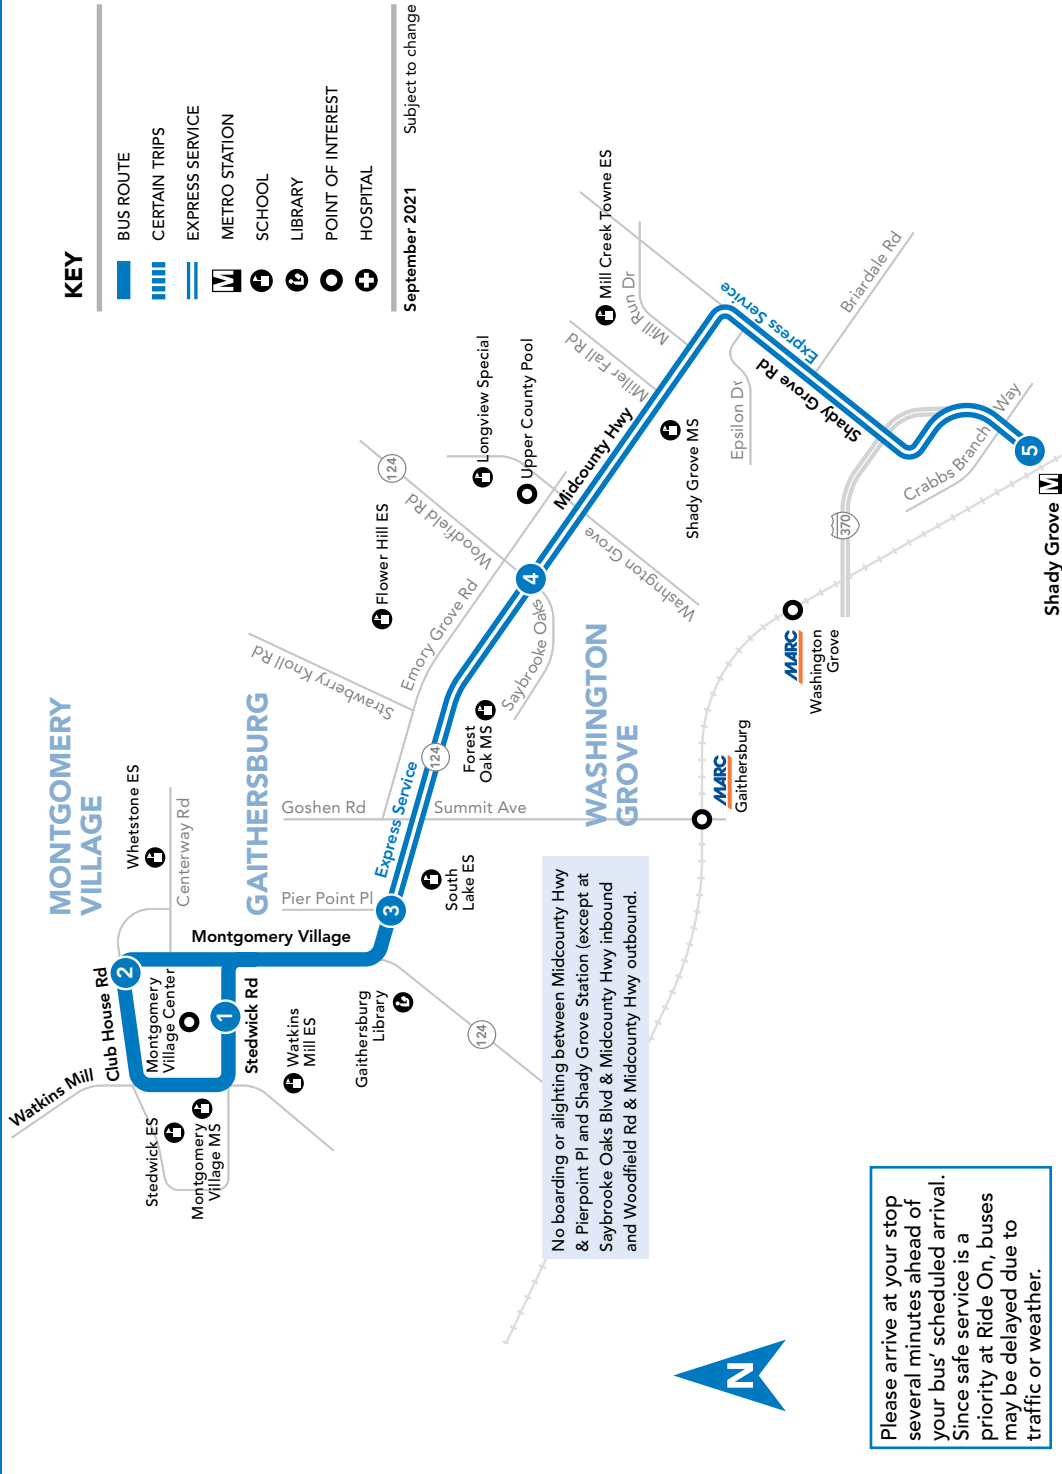 KEY
BUS ROUTE
CERTAIN TRIPS
EXPRESS SERVICE
M
METRO STATION
SCHOOL
LIBRARY
POINT OF INTEREST
HOSPITAL
September 2021
Subject to change
MONTGOMERY
VILLAGE
GAITHERSBURG
WASHINGTON
GROVE
Watkins Mill
Club House Rd
2
Montgomery
Village Center
1
Stedwick Rd
Stedwick ES
Montgomery
Village MS
Watkins
Mill ES
Whetstone ES
Centerway Rd
Montgomery Village
Pier Point Pl
3
Gaithersburg
Library
124
South
Lake ES
Express Service
Goshen Rd
Summit Ave
124
Forest
Oak MS
Strawberry Knoll Rd
Flower Hill ES
Emory Grove Rd
Saybrooke Oaks
4
Woodfield Rd
124
Longview Special
Upper County Pool
Washington Grove
Midcounty Hwy
Miller Fall Rd
Mill Run Dr
Mill Creek Towne ES
Shady Grove MS
Epsilon Dr
Express Service
Shady Grove Rd
Briardale Rd
370
Crabbs Branch Way
5
Shady Grove M
MARC
Gaithersburg
MARC
Washington
Grove
No boarding or alighting between Midcounty Hwy
& Pierpoint Pl and Shady Grove Station (except at
Saybrooke Oaks Blvd & Midcounty Hwy inbound
and Woodfield Rd & Midcounty Hwy outbound.
N
Please arrive at your stop
several minutes ahead of
your bus’ scheduled arrival.
Since safe service is a
priority at Ride On, buses
may be delayed due to
traffic or weather.